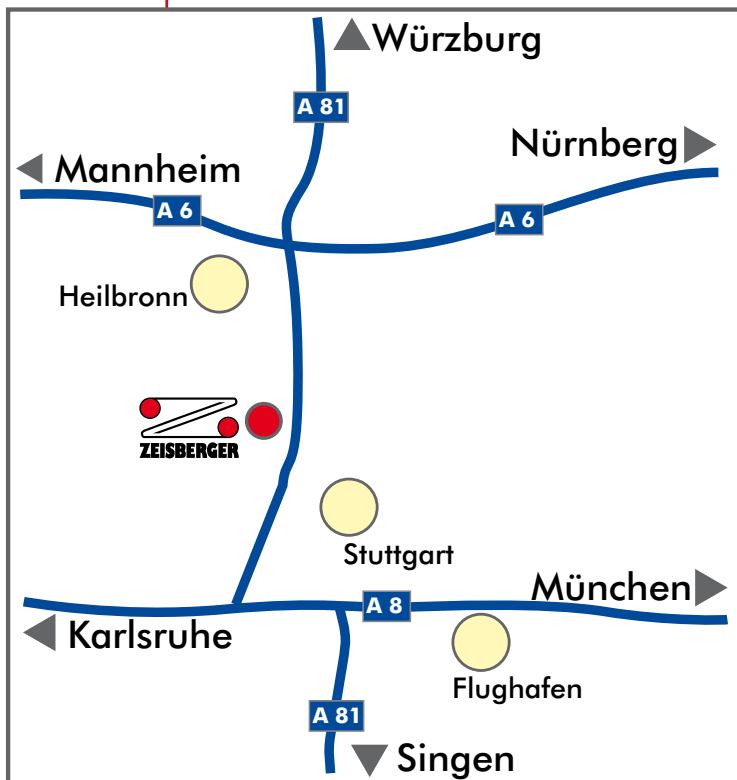 Würzburg
A 81
Nürnberg
Mannheim
A 6
A 6
Heilbronn
ZEISBERGER
Stuttgart
München
A 8
Karlsruhe
Flughafen
A 81
Singen